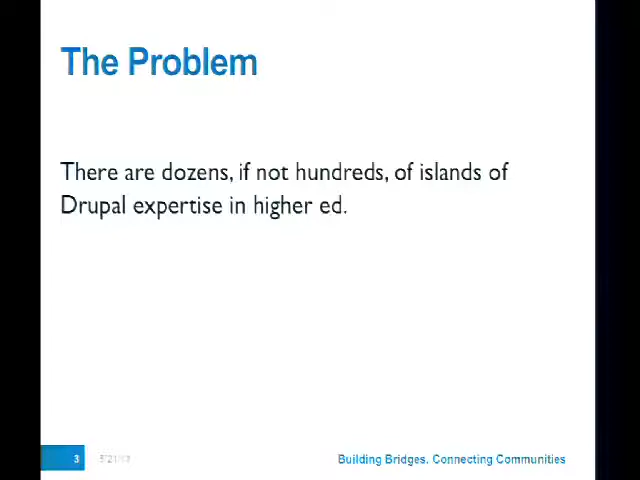 The Problem
There are dozens, if not hundreds, of islands of
Drupal expertise in higher ed.
3
Building Bridges. Connecting Communities